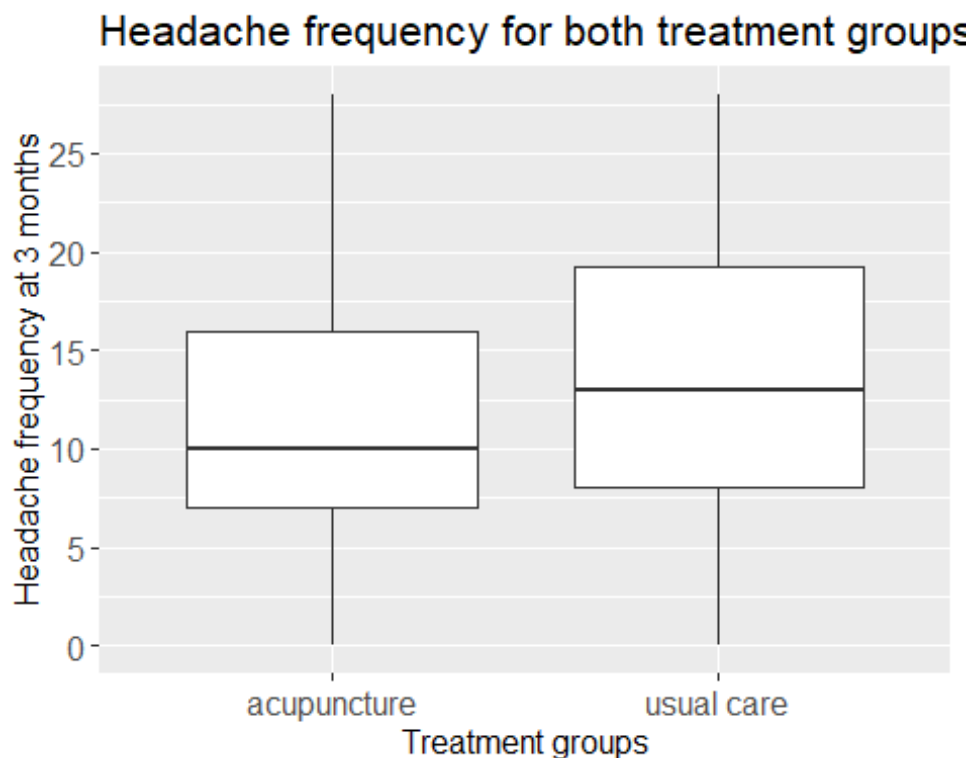 Headache frequency for both treatment groups
Headache frequency at 3 months
25
20
15
10
5
0
acupuncture
usual care
Treatment groups